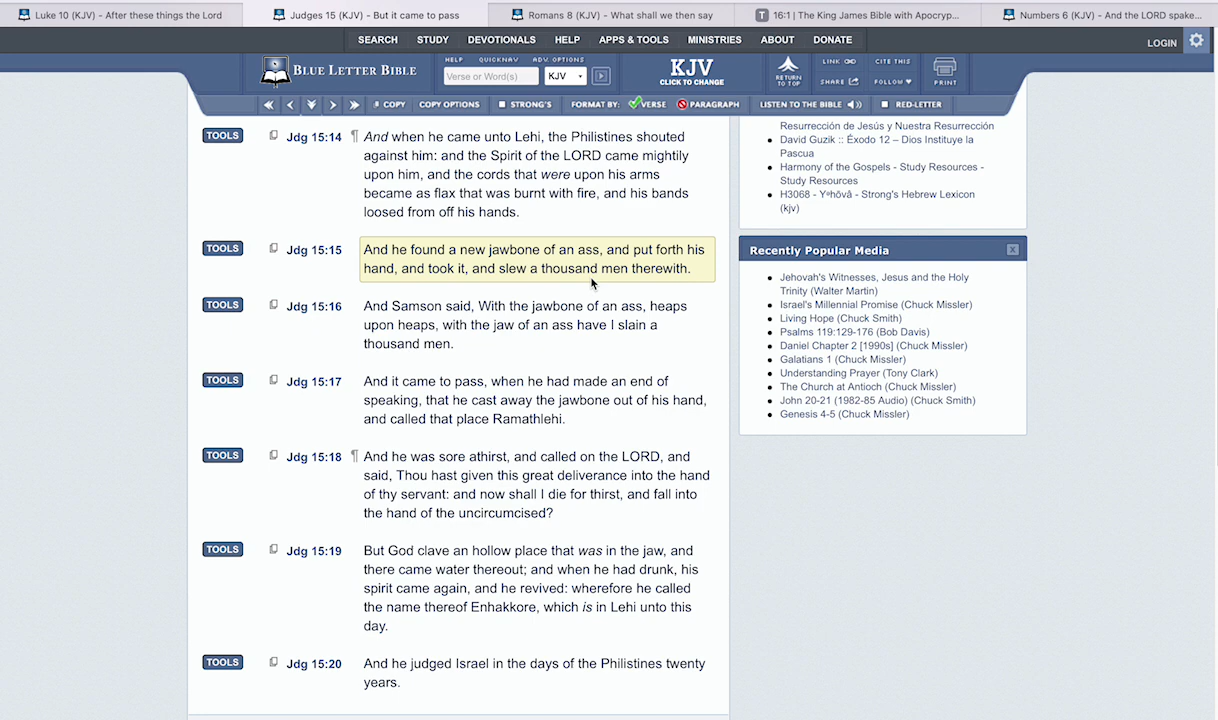 Luke 10 (KJV) - After these things the Lord
Judges 15 (KJV) - But it came to pass
Romans 8 (KJV) - What shall we then say
16:1 | The King James Bible with Apocryp...
Numbers 6 (KJV) - And the LORD spake...
SEARCH STUDY DEVOTIONALS HELP APPS & TOOLS MINISTRIES ABOUT DONATE
LOGIN
BLUE LETTER BIBLE
HELP QUICKNAV ADV. OPTIONS
Verse or Word(s) KJV
KJV
CLICK TO CHANGE
RETURN
TO TOP
LINK CITE THIS
SHARE FOLLOW
PRINT
COPY COPY OPTIONS STRONG'S FORMAT BY: VERSE PARAGRAPH LISTEN TO THE BIBLE RED-LETTER
TOOLS Jdg 15:14 ¶ And when he came unto Lehi, the Philistines shouted
against him: and the Spirit of the LORD came mightily
upon him, and the cords that were upon his arms
became as flax that was burnt with fire, and his bands
loosed from off his hands.
TOOLS Jdg 15:15 And he found a new jawbone of an ass, and put forth his
hand, and took it, and slew a thousand men therewith.
TOOLS Jdg 15:16 And Samson said, With the jawbone of an ass, heaps
upon heaps, with the jaw of an ass have I slain a
thousand men.
TOOLS Jdg 15:17 And it came to pass, when he had made an end of
speaking, that he cast away the jawbone out of his hand,
and called that place Ramathlehi.
TOOLS Jdg 15:18 ¶ And he was sore athirst, and called on the LORD, and
said, Thou hast given this great deliverance into the hand
of thy servant: and now shall I die for thirst, and fall into
the hand of the uncircumcised?
TOOLS Jdg 15:19 But God clave an hollow place that was in the jaw, and
there came water thereout; and when he had drunk, his
spirit came again, and he revived: wherefore he called
the name thereof Enhakkore, which is in Lehi unto this
day.
TOOLS Jdg 15:20 And he judged Israel in the days of the Philistines twenty
years.
Resurrección de Jesús y Nuestra Resurrección
David Guzik :: Éxodo 12 – Dios Instituye la
Pascua
Harmony of the Gospels - Study Resources -
Study Resources
H3068 - Yᵉhōvâ - Strong's Hebrew Lexicon
(kjv)
Recently Popular Media
Jehovah's Witnesses, Jesus and the Holy
Trinity (Walter Martin)
Israel's Millennial Promise (Chuck Missler)
Living Hope (Chuck Smith)
Psalms 119:129-176 (Bob Davis)
Daniel Chapter 2 [1990s] (Chuck Missler)
Galatians 1 (Chuck Missler)
Understanding Prayer (Tony Clark)
The Church at Antioch (Chuck Missler)
John 20-21 (1982-85 Audio) (Chuck Smith)
Genesis 4-5 (Chuck Missler)